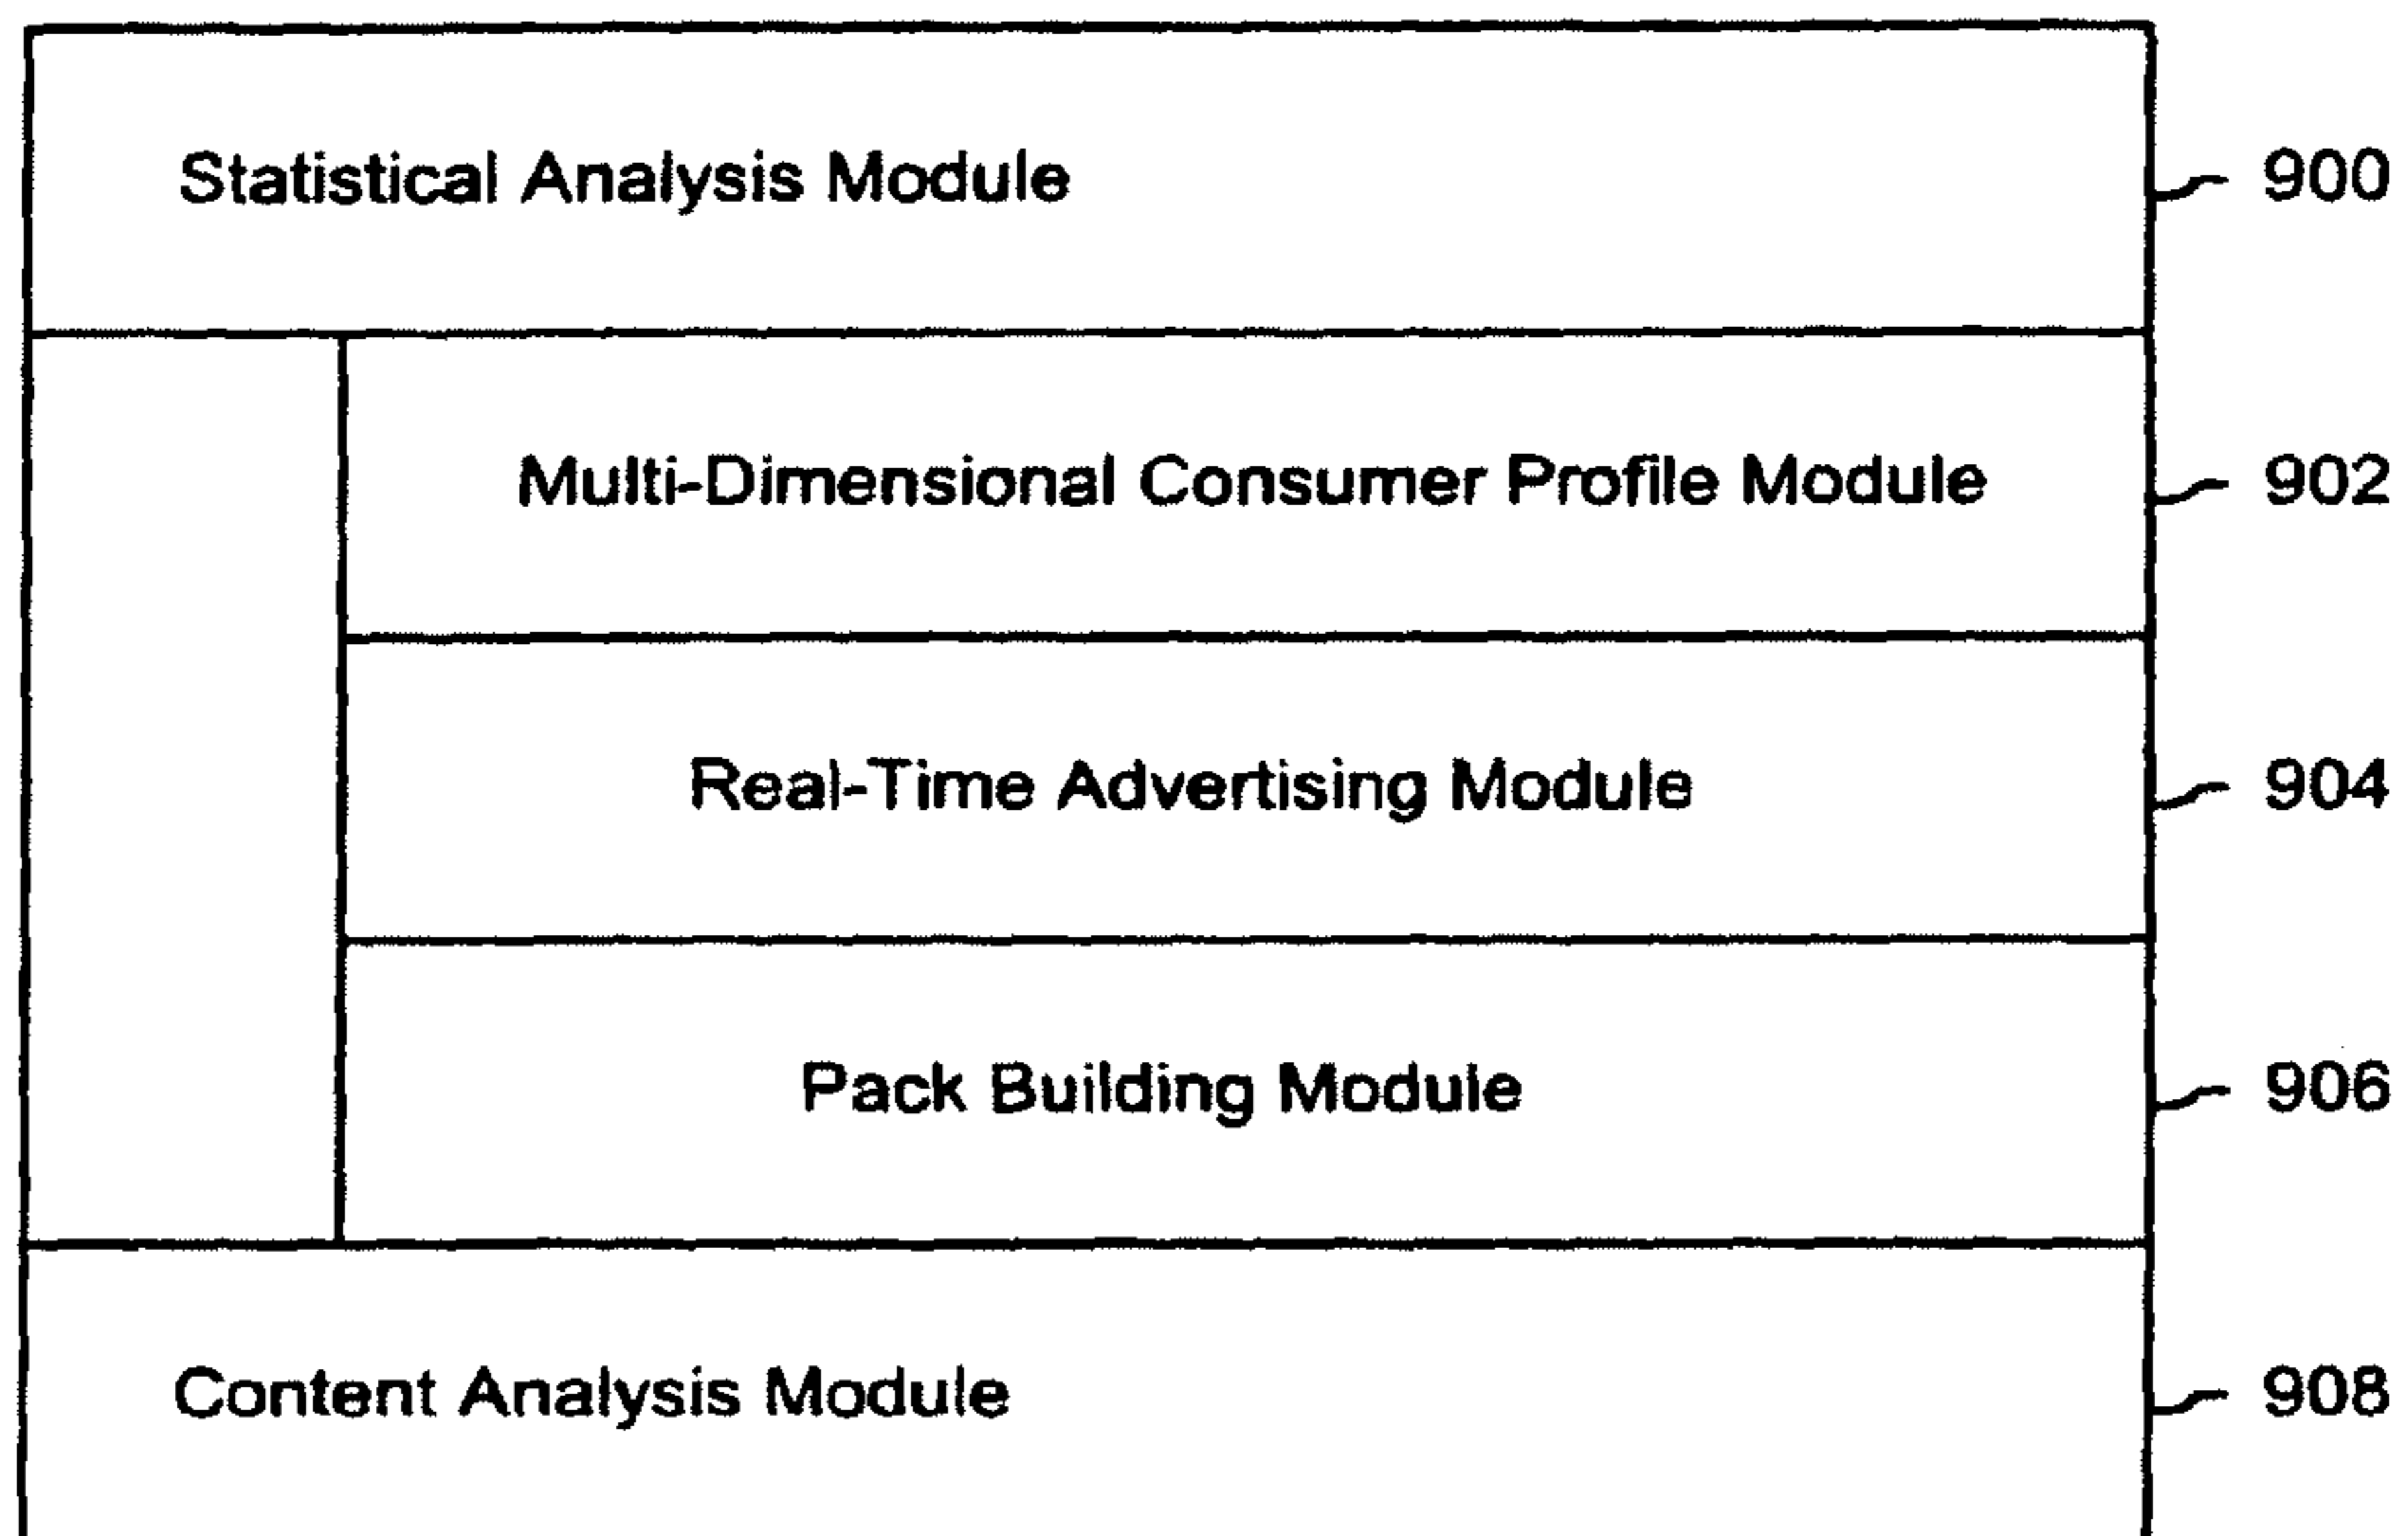 Statistical Analysis Module 900
Multi-Dimensional Consumer Profile Module 902
Real-Time Advertising Module 904
Pack Building Module 906
Content Analysis Module 908